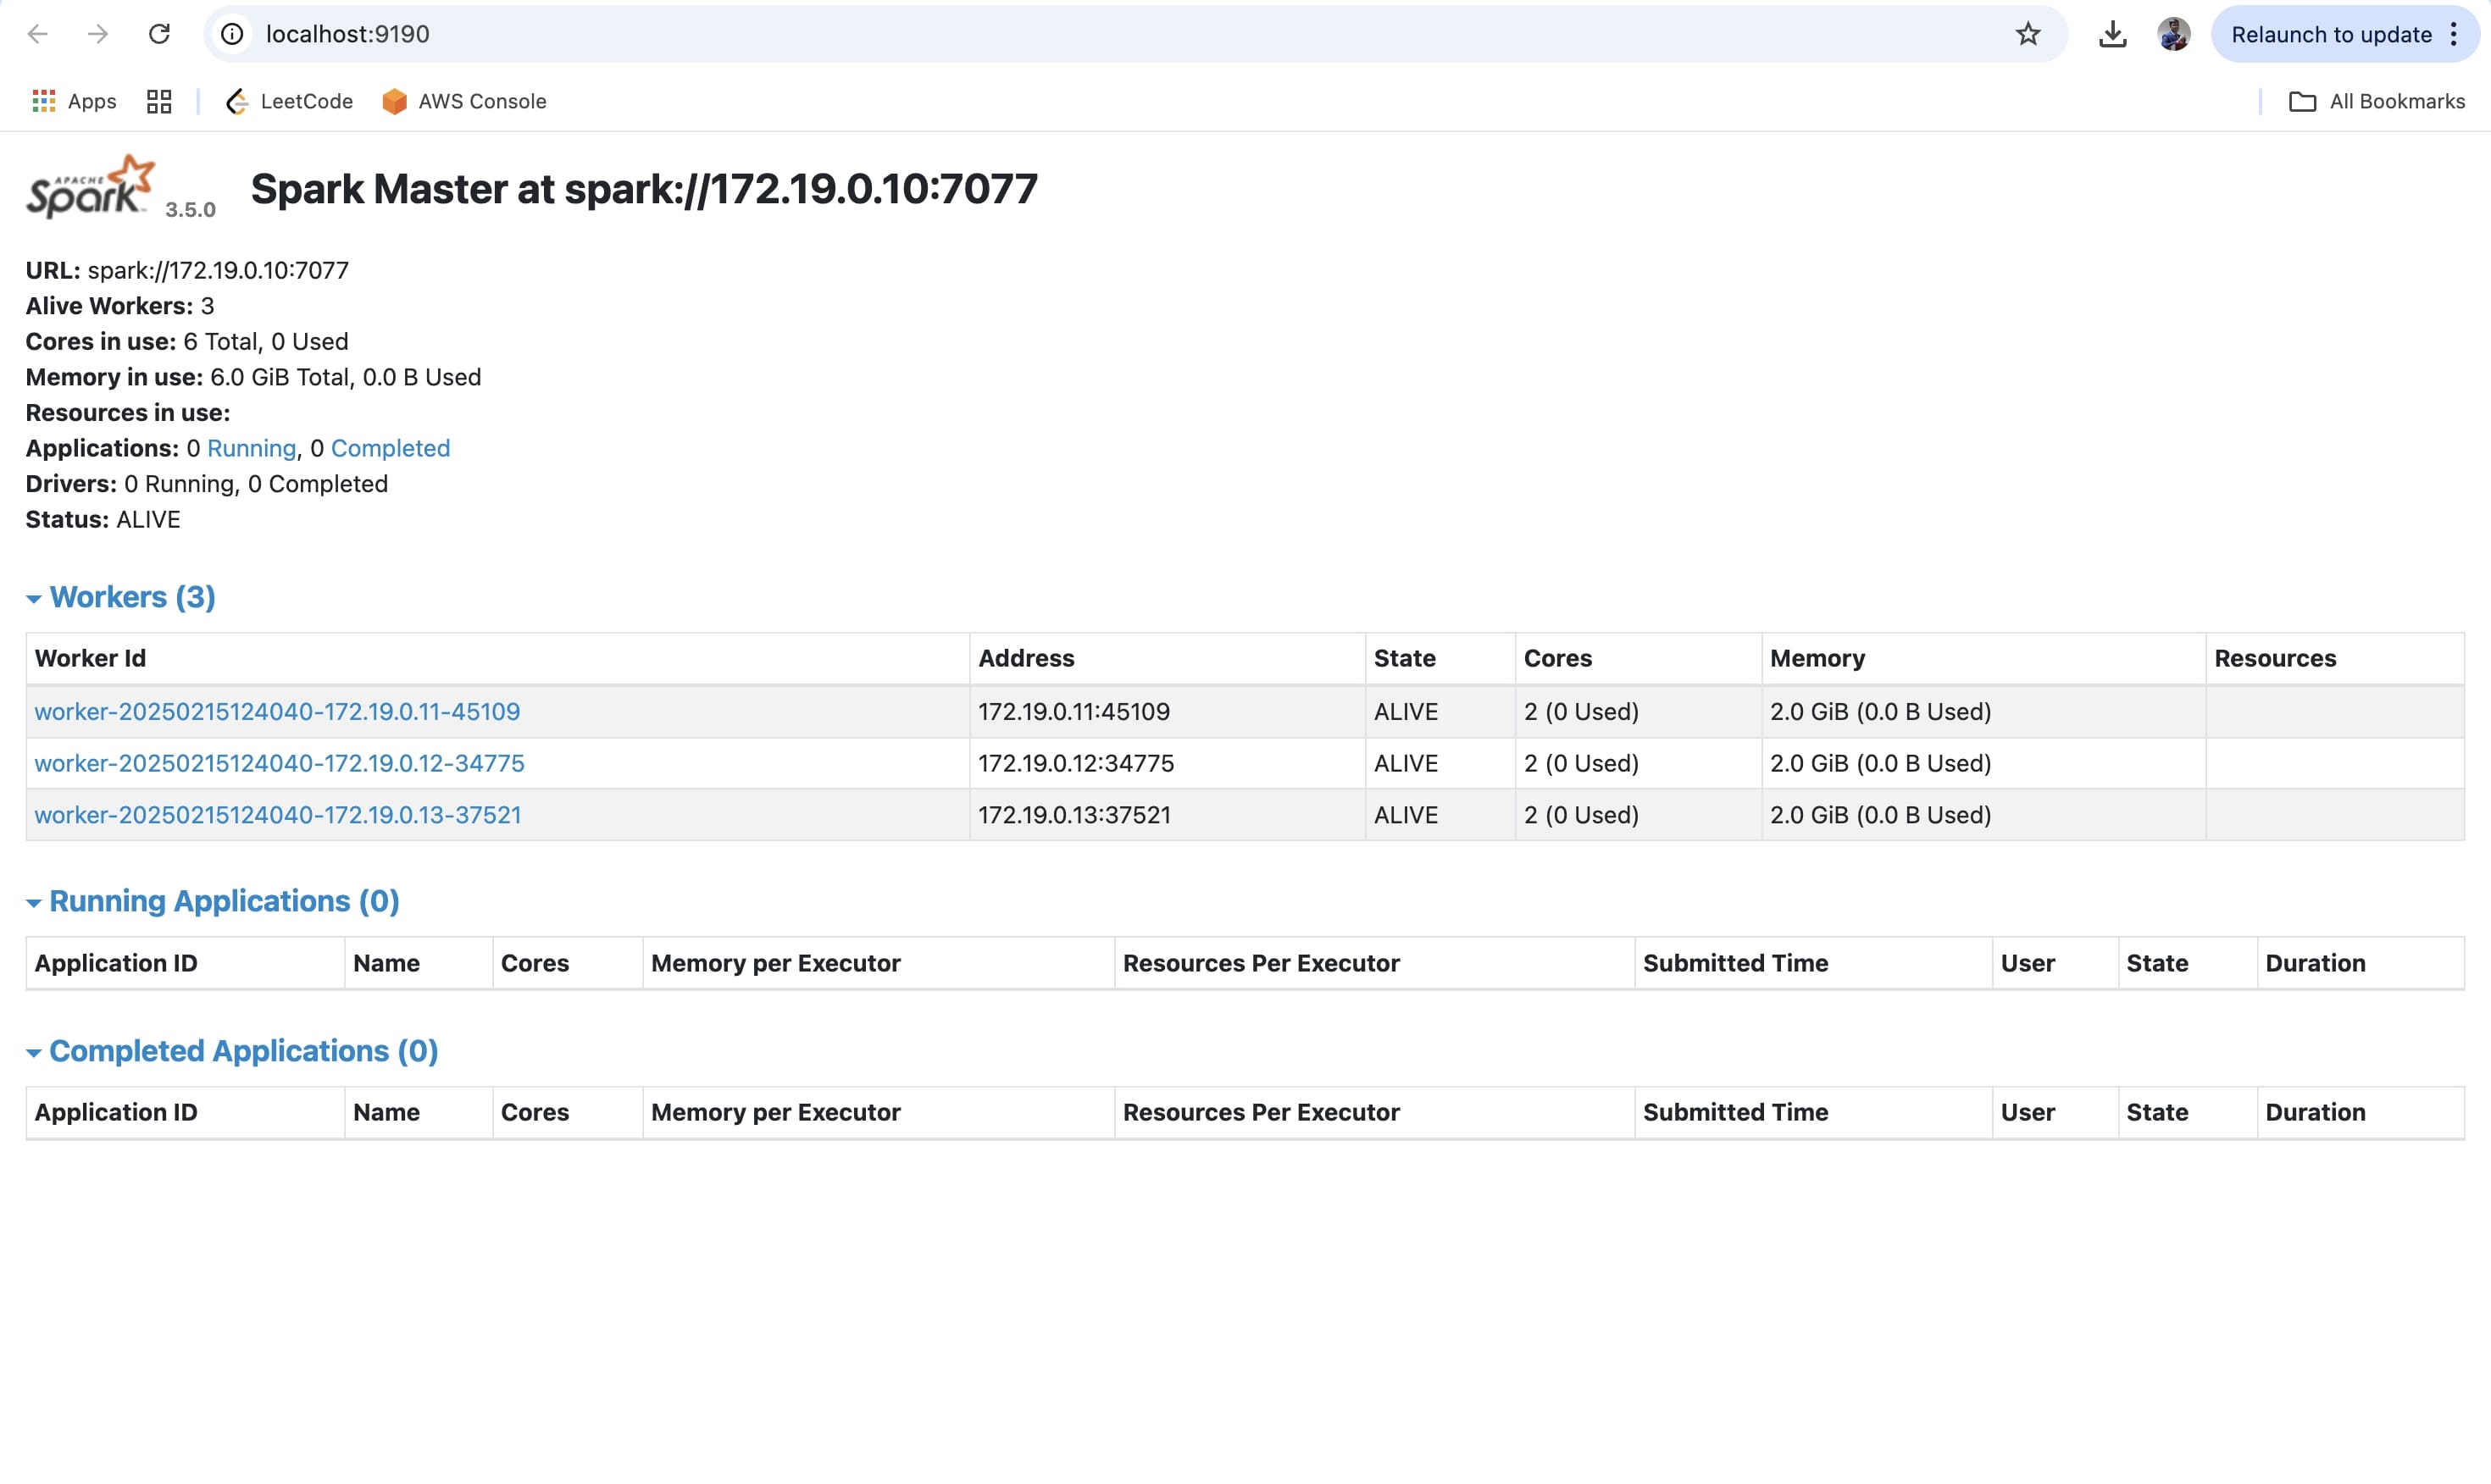 localhost:9190
Relaunch to update
Apps LeetCode AWS Console All Bookmarks
APACHE Spark™ 3.5.0 Spark Master at spark://172.19.0.10:7077
URL: spark://172.19.0.10:7077
Alive Workers: 3
Cores in use: 6 Total, 0 Used
Memory in use: 6.0 GiB Total, 0.0 B Used
Resources in use:
Applications: 0 Running, 0 Completed
Drivers: 0 Running, 0 Completed
Status: ALIVE
Workers (3)
Worker Id Address State Cores Memory Resources
worker-20250215124040-172.19.0.11-45109 172.19.0.11:45109 ALIVE 2 (0 Used) 2.0 GiB (0.0 B Used)
worker-20250215124040-172.19.0.12-34775 172.19.0.12:34775 ALIVE 2 (0 Used) 2.0 GiB (0.0 B Used)
worker-20250215124040-172.19.0.13-37521 172.19.0.13:37521 ALIVE 2 (0 Used) 2.0 GiB (0.0 B Used)
Running Applications (0)
Application ID Name Cores Memory per Executor Resources Per Executor Submitted Time User State Duration
Completed Applications (0)
Application ID Name Cores Memory per Executor Resources Per Executor Submitted Time User State Duration